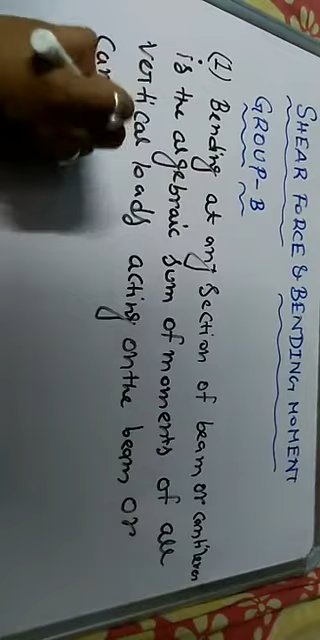 SHEAR FORCE & BENDING MOMENT
GROUP-B
(1) Bending at any section of beam or cantilever
is the algebraic sum of moments of all
vertical loads acting on the beam or
Can